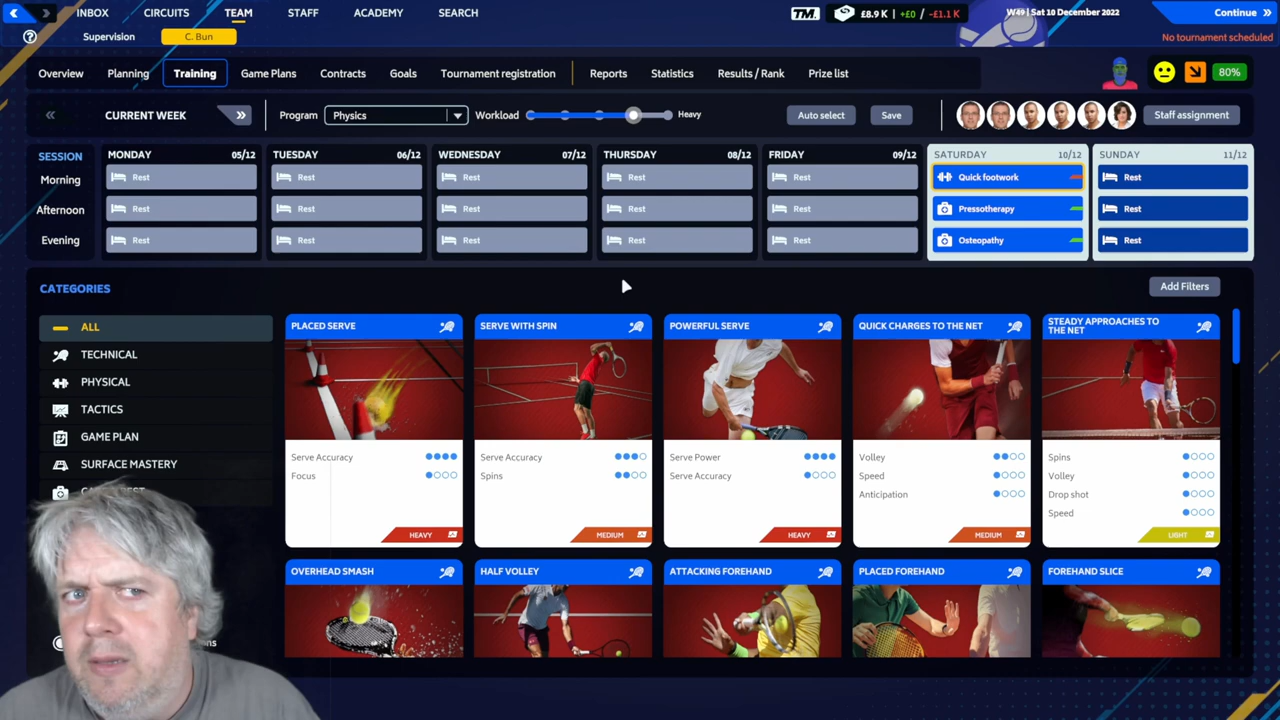 INBOX CIRCUITS TEAM STAFF ACADEMY SEARCH TM £8.9 K +£0 / -£1.1 K W49 Sat 10 December 2022 Continue
Supervision C. Bun No tournament scheduled
Overview Planning Training Game Plans Contracts Goals Tournament registration Reports Statistics Results / Rank Prize list 80%
CURRENT WEEK Program Physics Workload Heavy Auto select Save Staff assignment
SESSION MONDAY 05/12 TUESDAY 06/12 WEDNESDAY 07/12 THURSDAY 08/12 FRIDAY 09/12 SATURDAY 10/12 SUNDAY 11/12
Morning Rest Rest Rest Rest Rest Quick footwork Rest
Afternoon Rest Rest Rest Rest Rest Pressotherapy Rest
Evening Rest Rest Rest Rest Rest Osteopathy Rest
CATEGORIES Add Filters
ALL
TECHNICAL
PHYSICAL
TACTICS
GAME PLAN
SURFACE MASTERY
PLACED SERVE
Serve Accuracy
Focus
HEAVY
SERVE WITH SPIN
Serve Accuracy
Spins
MEDIUM
POWERFUL SERVE
Serve Power
Serve Accuracy
HEAVY
QUICK CHARGES TO THE NET
Volley
Speed
Anticipation
MEDIUM
STEADY APPROACHES TO
THE NET
Spins
Volley
Drop shot
Speed
LIGHT
OVERHEAD SMASH
HALF VOLLEY
ATTACKING FOREHAND
PLACED FOREHAND
FOREHAND SLICE